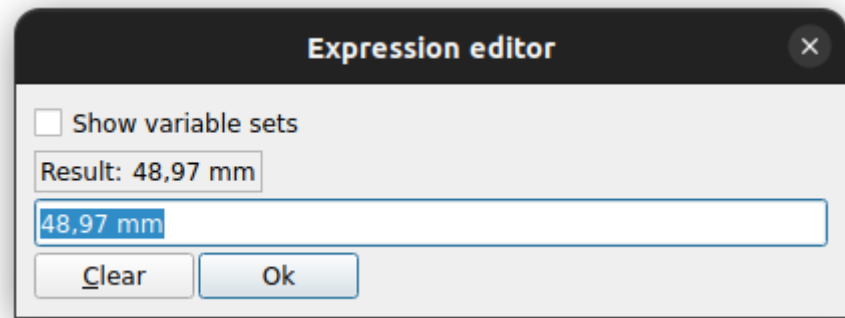 Expression editor
Show variable sets
Result: 48,97 mm
48,97 mm
Clear Ok